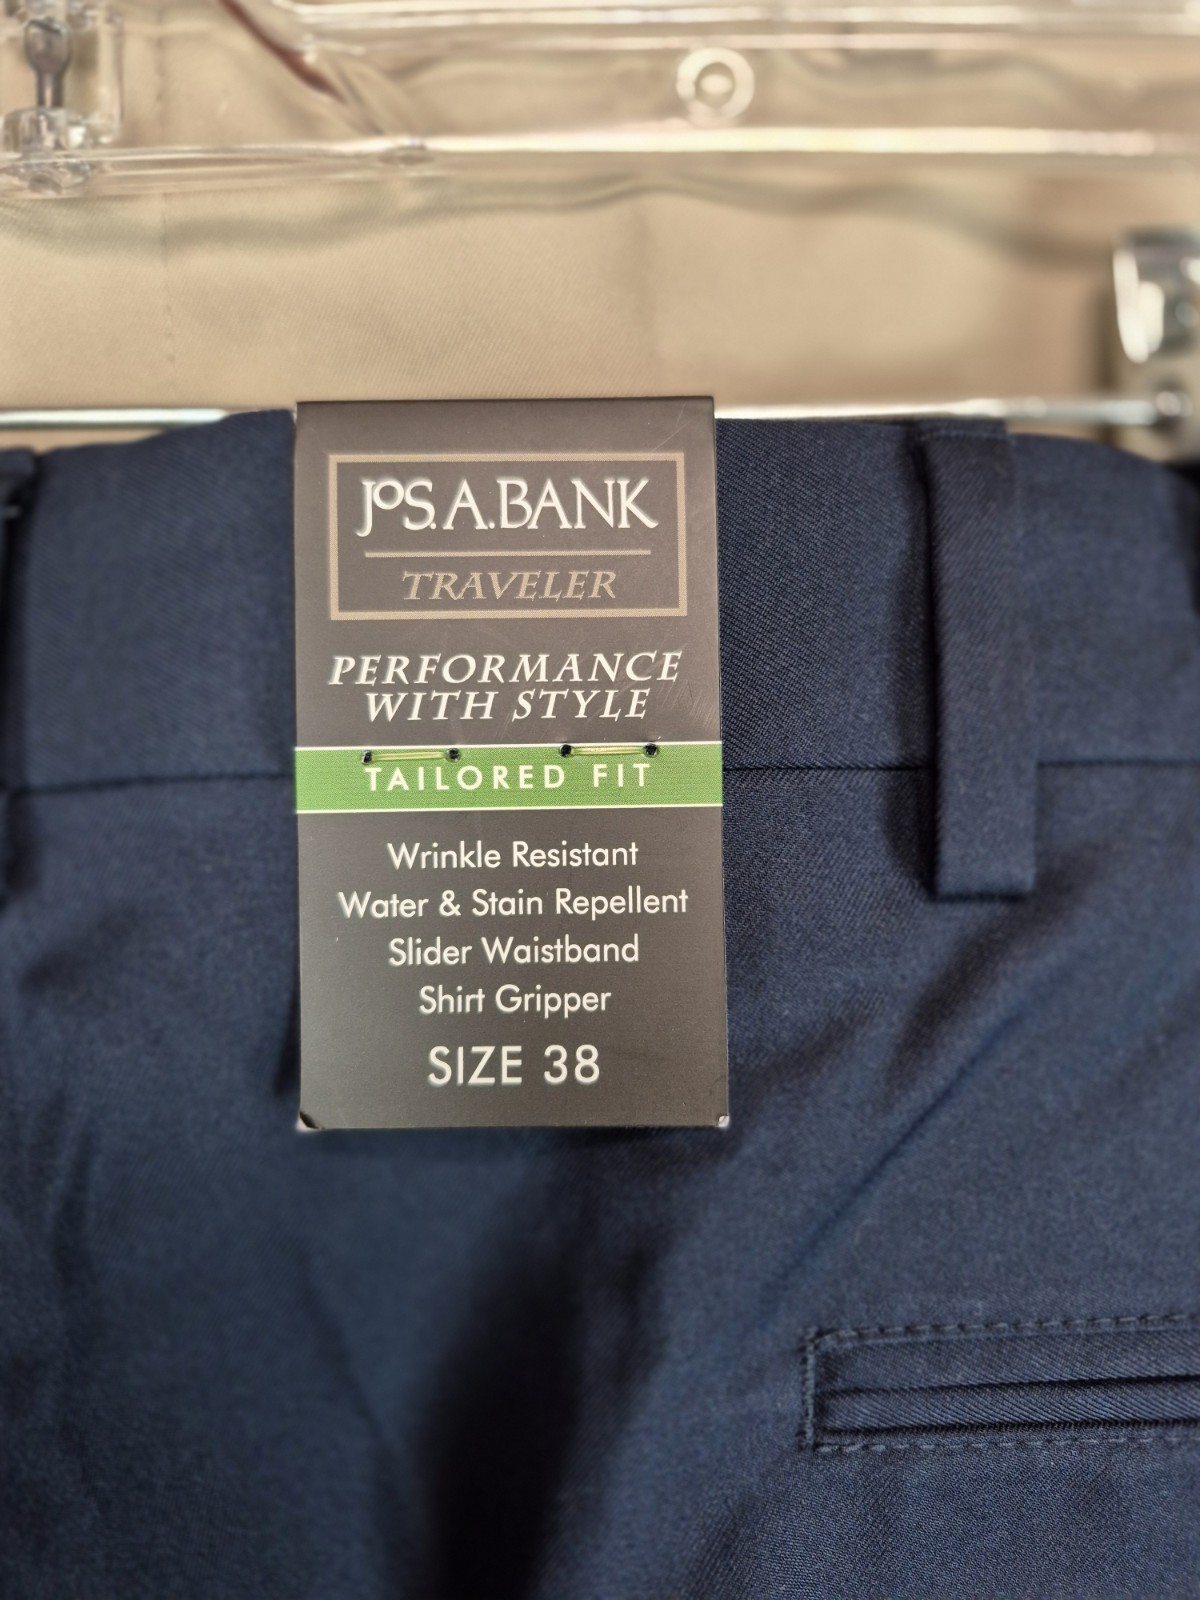 JoS. A. BANK
TRAVELER
PERFORMANCE
WITH STYLE
TAILORED FIT
Wrinkle Resistant
Water & Stain Repellent
Slider Waistband
Shirt Gripper
SIZE 38